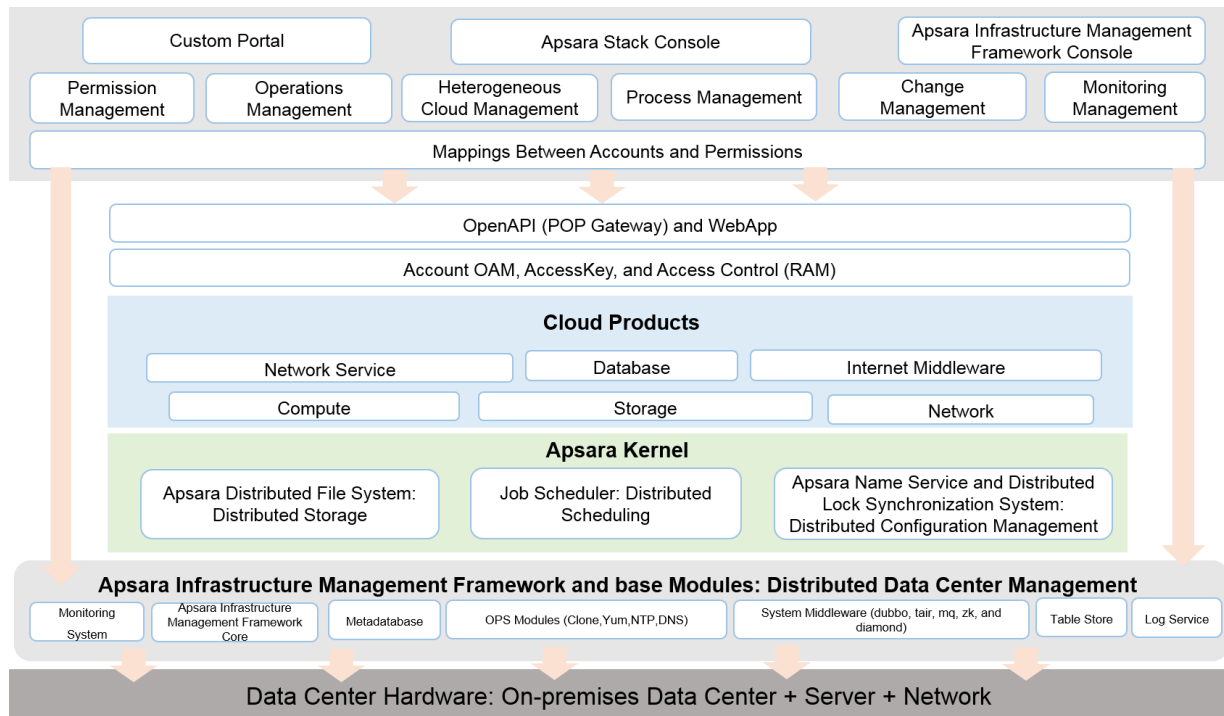 Custom Portal
Apsara Stack Console
Apsara Infrastructure Management
Framework Console
Permission
Management
Operations
Management
Heterogeneous
Cloud Management
Process Management
Change
Management
Monitoring
Management
Mappings Between Accounts and Permissions
OpenAPI (POP Gateway) and WebApp
Account OAM, AccessKey, and Access Control (RAM)
Cloud Products
Network Service
Database
Internet Middleware
Compute
Storage
Network
Apsara Kernel
Apsara Distributed File System:
Distributed Storage
Job Scheduler: Distributed
Scheduling
Apsara Name Service and Distributed
Lock Synchronization System:
Distributed Configuration Management
Apsara Infrastructure Management Framework and base Modules: Distributed Data Center Management
Monitoring
System
Apsara Infrastructure
Management Framework
Core
Metadatabase
OPS Modules (Clone,Yum,NTP,DNS)
System Middleware (dubbo, tair, mq, zk, and
diamond)
Table Store
Log Service
Data Center Hardware: On-premises Data Center + Server + Network